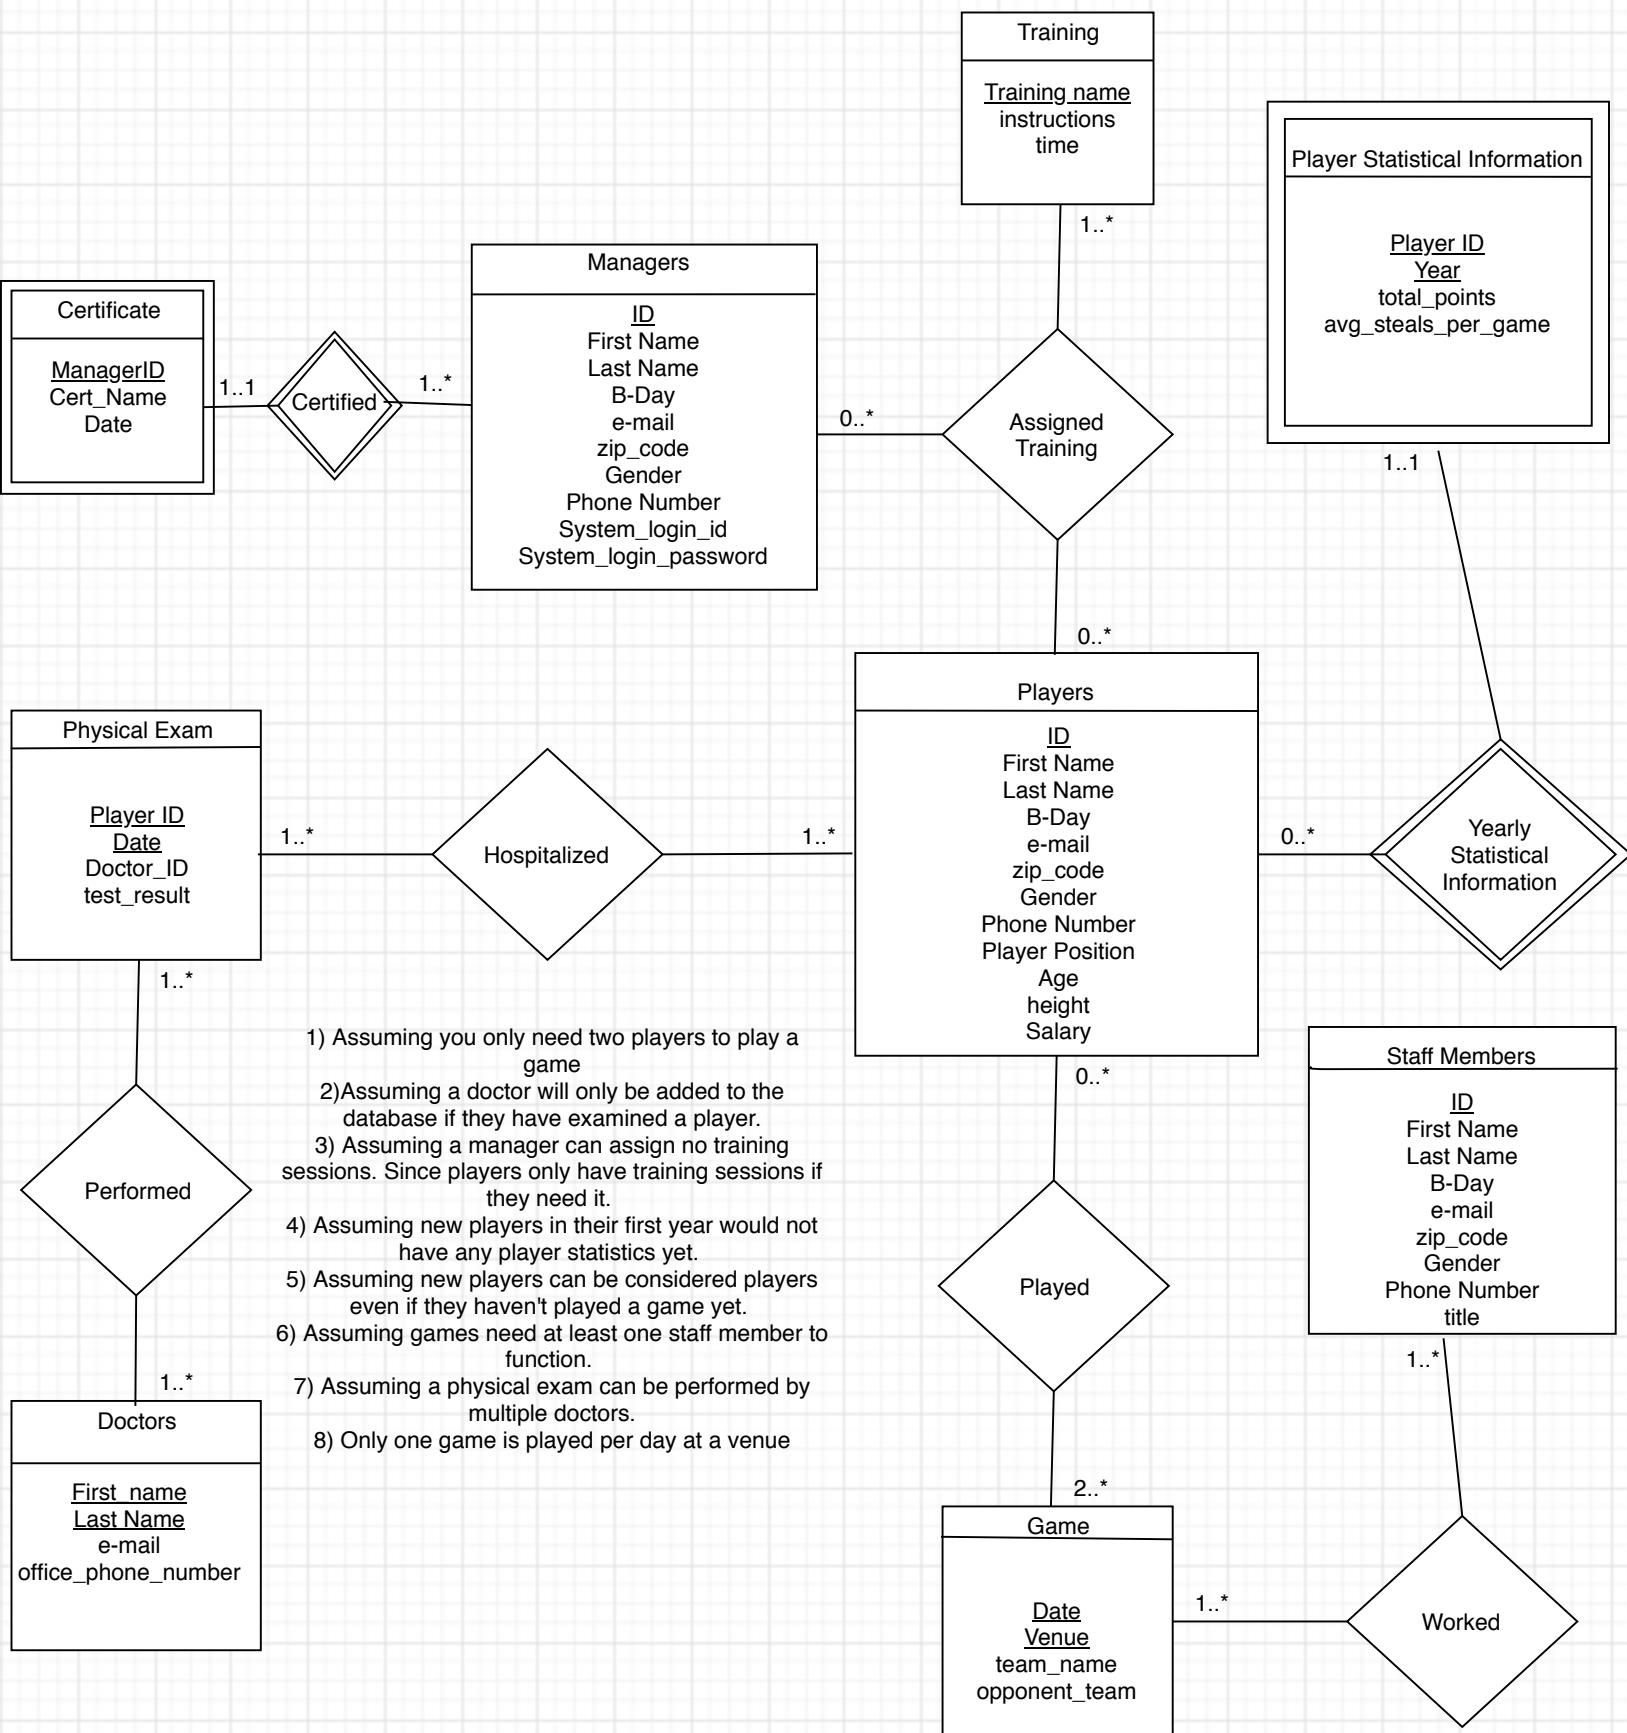 Training
Training name
instructions
time
1..*
Player Statistical Information
Player ID
Year
total_points
avg_steals_per_game
1..1
Certificate
ManagerID
Cert_Name
Date
1..1
Certified
1..*
Managers
ID
First Name
Last Name
B-Day
e-mail
zip_code
Gender
Phone Number
System_login_id
System_login_password
0..*
Assigned
Training
0..*
Physical Exam
Player ID
Date
Doctor_ID
test_result
1..*
Hospitalized
1..*
Players
ID
First Name
Last Name
B-Day
e-mail
zip_code
Gender
Phone Number
Player Position
Age
height
Salary
0..*
Yearly
Statistical
Information
1..*
Performed
1..*
Doctors
First_name
Last Name
e-mail
office_phone_number
1) Assuming you only need two players to play a
game
2)Assuming a doctor will only be added to the
database if they have examined a player.
3) Assuming a manager can assign no training
sessions. Since players only have training sessions if
they need it.
4) Assuming new players in their first year would not
have any player statistics yet.
5) Assuming new players can be considered players
even if they haven't played a game yet.
6) Assuming games need at least one staff member to
function.
7) Assuming a physical exam can be performed by
multiple doctors.
8) Only one game is played per day at a venue
0..*
Played
2..*
Game
Date
Venue
team_name
opponent_team
1..*
Staff Members
ID
First Name
Last Name
B-Day
e-mail
zip_code
Gender
Phone Number
title
1..*
Worked